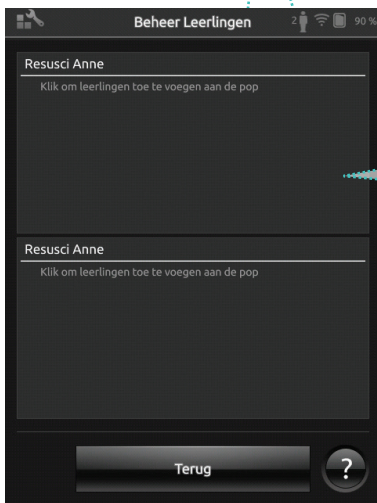 Beheer Leerlingen 2 90 %
Resusci Anne
Klik om leerlingen toe te voegen aan de pop
Resusci Anne
Klik om leerlingen toe te voegen aan de pop
Terug ?